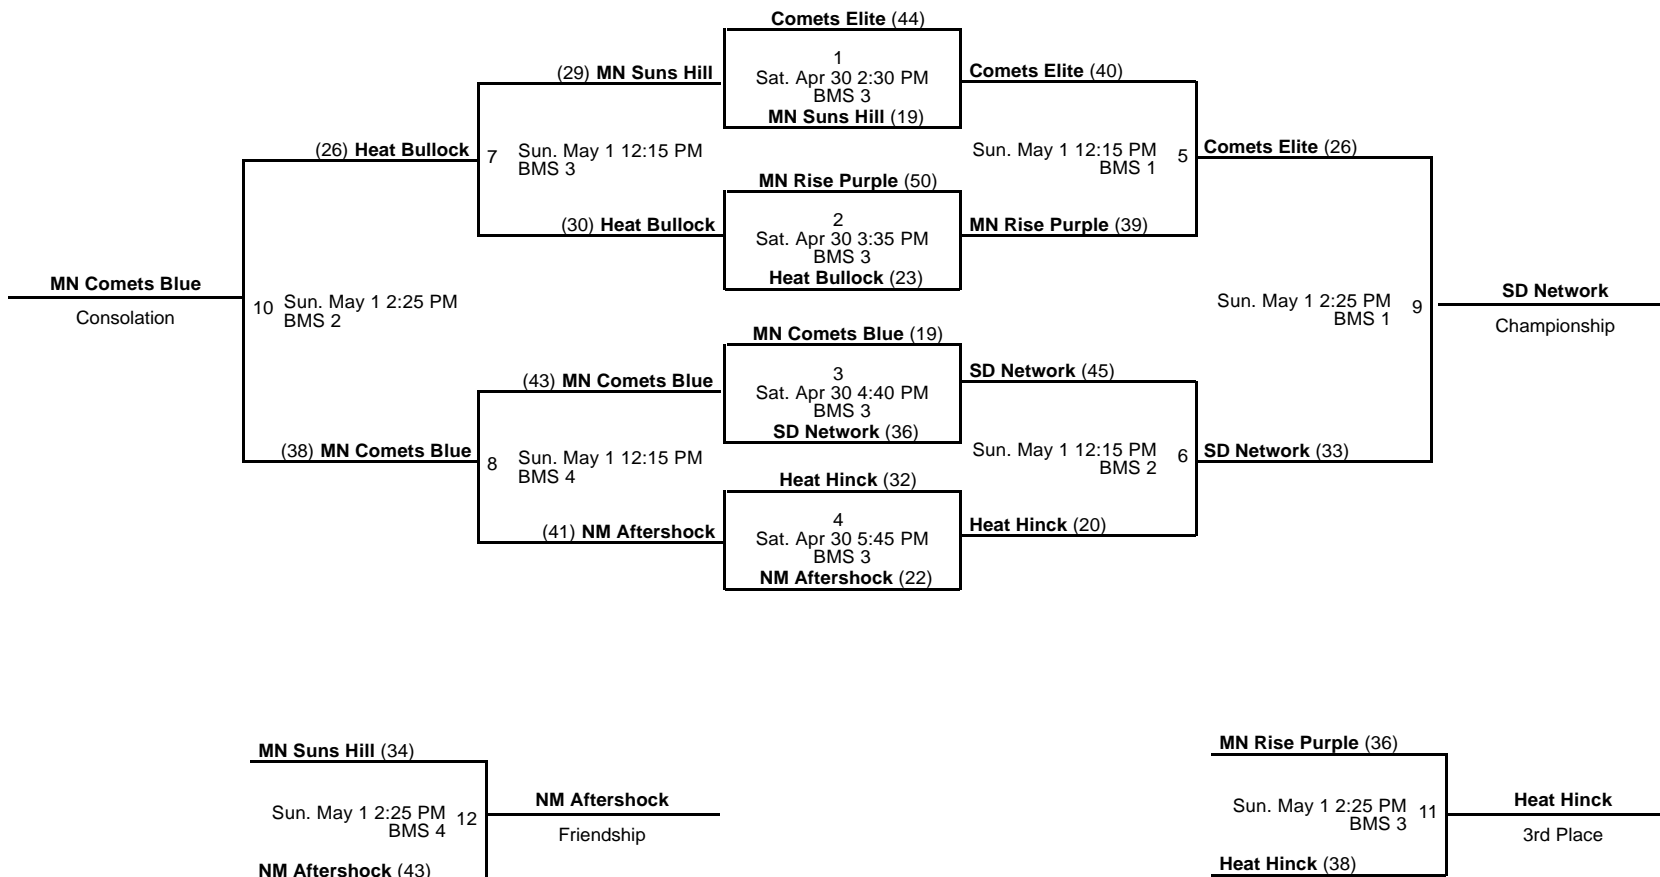 Comets Elite (44)
1
Sat. Apr 30 2:30 PM
BMS 3
MN Suns Hill (19)
(29) MN Suns Hill
Comets Elite (40)
(26) Heat Bullock
7 Sun. May 1 12:15 PM
BMS 3
Sun. May 1 12:15 PM 5
BMS 1
Comets Elite (26)
MN Rise Purple (50)
2
Sat. Apr 30 3:35 PM
BMS 3
Heat Bullock (23)
(30) Heat Bullock
MN Rise Purple (39)
MN Comets Blue
Consolation
10 Sun. May 1 2:25 PM
BMS 2
Sun. May 1 2:25 PM 9
BMS 1
SD Network
Championship
MN Comets Blue (19)
3
Sat. Apr 30 4:40 PM
BMS 3
SD Network (36)
(43) MN Comets Blue
SD Network (45)
(38) MN Comets Blue
8 Sun. May 1 12:15 PM
BMS 4
Sun. May 1 12:15 PM 6
BMS 2
SD Network (33)
Heat Hinck (32)
4
Sat. Apr 30 5:45 PM
BMS 3
NM Aftershock (22)
(41) NM Aftershock
Heat Hinck (20)
MN Suns Hill (34)
Sun. May 1 2:25 PM 12
BMS 4
NM Aftershock
Friendship
NM Aftershock (43)
MN Rise Purple (36)
Sun. May 1 2:25 PM 11
BMS 3
Heat Hinck
3rd Place
Heat Hinck (38)